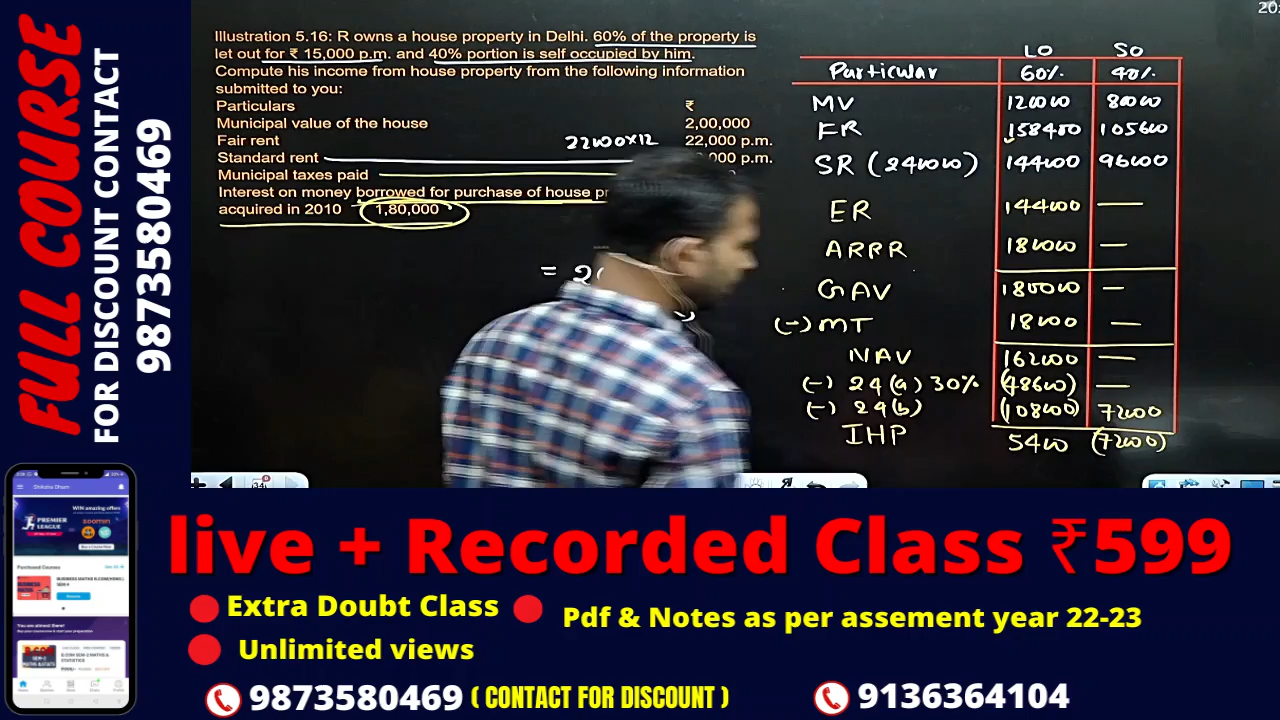 FULL COURSE
FOR DISCOUNT CONTACT
9873580469
Illustration 5.16: R owns a house property in Delhi. 60% of the property is
let out for ₹ 15,000 p.m. and 40% portion is self occupied by him.
Compute his income from house property from the following information
submitted to you:
Particulars ₹
Municipal value of the house 2,00,000
Fair rent 22000×12 22,000 p.m.
Standard rent ,000 p.m.
Municipal taxes paid
Interest on money borrowed for purchase of house
acquired in 2010 1,80,000
LO SO
Particular 60% 40%
MV 120000 80000
FR 158400 105600
SR (240000) 144000 96000
ER 144000 —
ARRR 180000 —
GAV 180000 —
(-) MT 18000 —
NAV 162000 —
(-) 24(a) 30% (48600) —
(-) 24(b) (108000) 72000
IHP 5400 (72000)
live + Recorded Class ₹599
Extra Doubt Class
Pdf & Notes as per assement year 22-23
Unlimited views
9873580469 ( CONTACT FOR DISCOUNT ) 9136364104